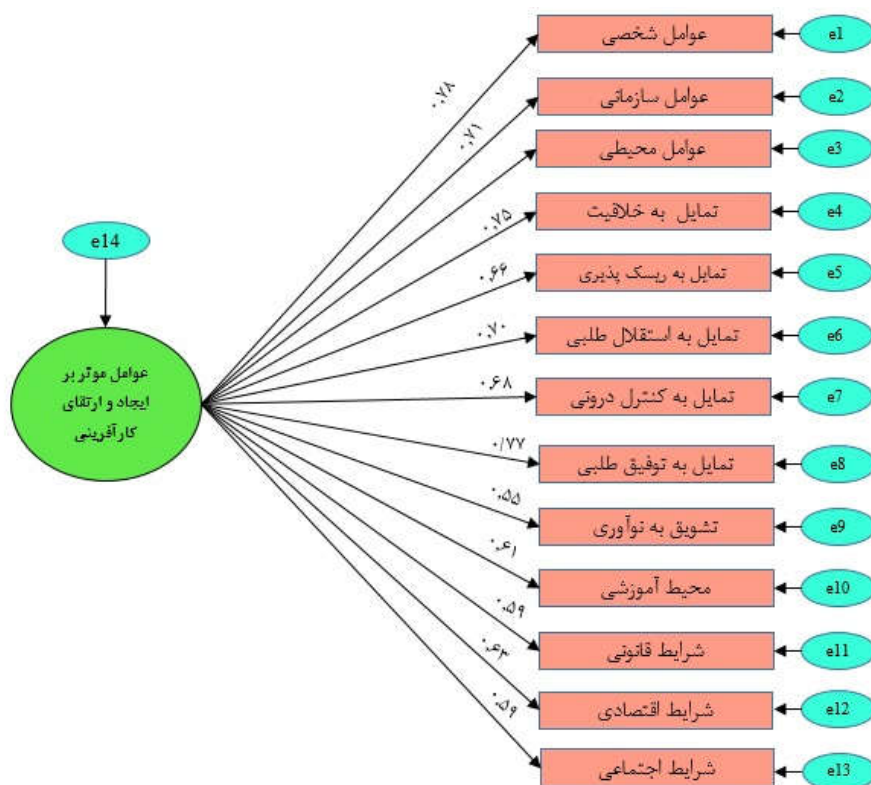 عوامل شخصی
e1
عوامل سازمانی
e2
عوامل محیطی
e3
تمایل به خلاقیت
e4
تمایل به ریسک پذیری
e5
تمایل به استقلال طلبی
e6
تمایل به کنترل درونی
e7
تمایل به توفیق طلبی
e8
تشویق به نوآوری
e9
محیط آموزشی
e10
شرایط قانونی
e11
شرایط اقتصادی
e12
شرایط اجتماعی
e13
۰,۷۸
۰,۷۱
۰,۷۵
۰,۶۶
۰,۷۰
۰,۶۸
۰/۷۷
۰,۵۵
۰,۶۱
۰,۵۹
۰,۶۳
۰,۵۹
e14
عوامل موثر بر
ایجاد و ارتقای
کارآفرینی